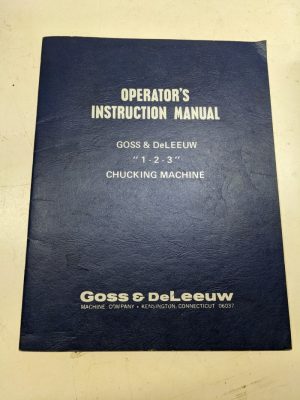 OPERATOR'S
INSTRUCTION MANUAL
GOSS & DeLEEUW
"1-2-3"
CHUCKING MACHINE
Goss & DeLeeuw
MACHINE COMPANY • KENSINGTON, CONNECTICUT 06037